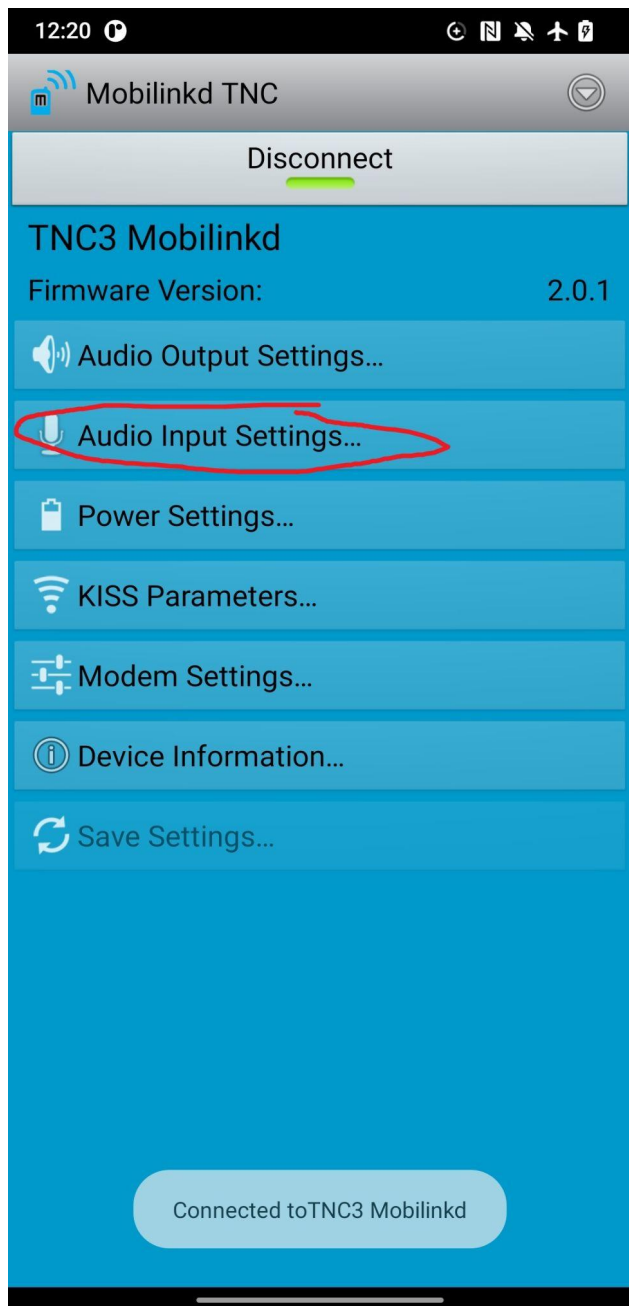 12:20
m
Mobilinkd TNC
Disconnect
TNC3 Mobilinkd
Firmware Version: 2.0.1
Audio Output Settings...
Audio Input Settings...
Power Settings...
KISS Parameters...
Modem Settings...
Device Information...
Save Settings...
Connected toTNC3 Mobilinkd